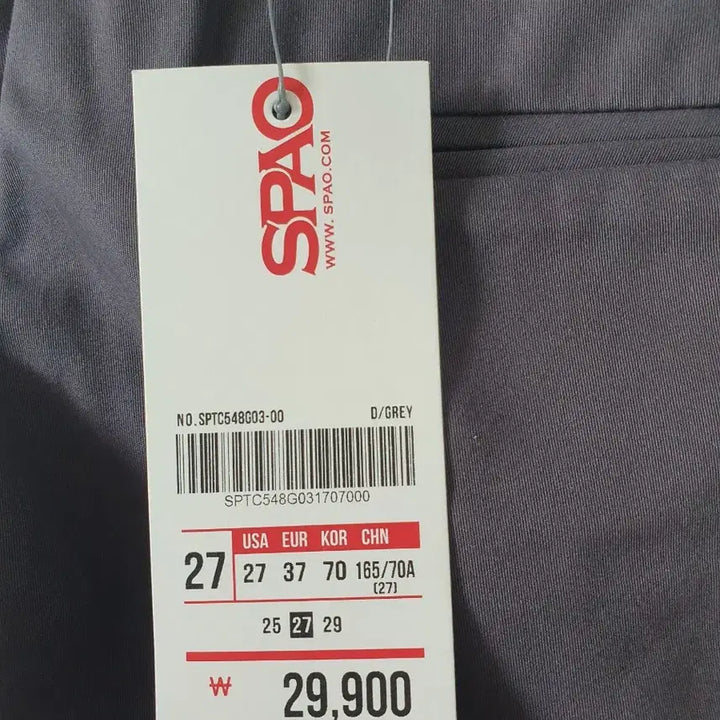 SPAO
WWW. SPAO.COM
NO.SPTC548G03-00 D/GREY
SPTC548G031707000
USA EUR KOR CHN
27 27 37 70 165/70A
(27)
25 27 29
₩ 29,900